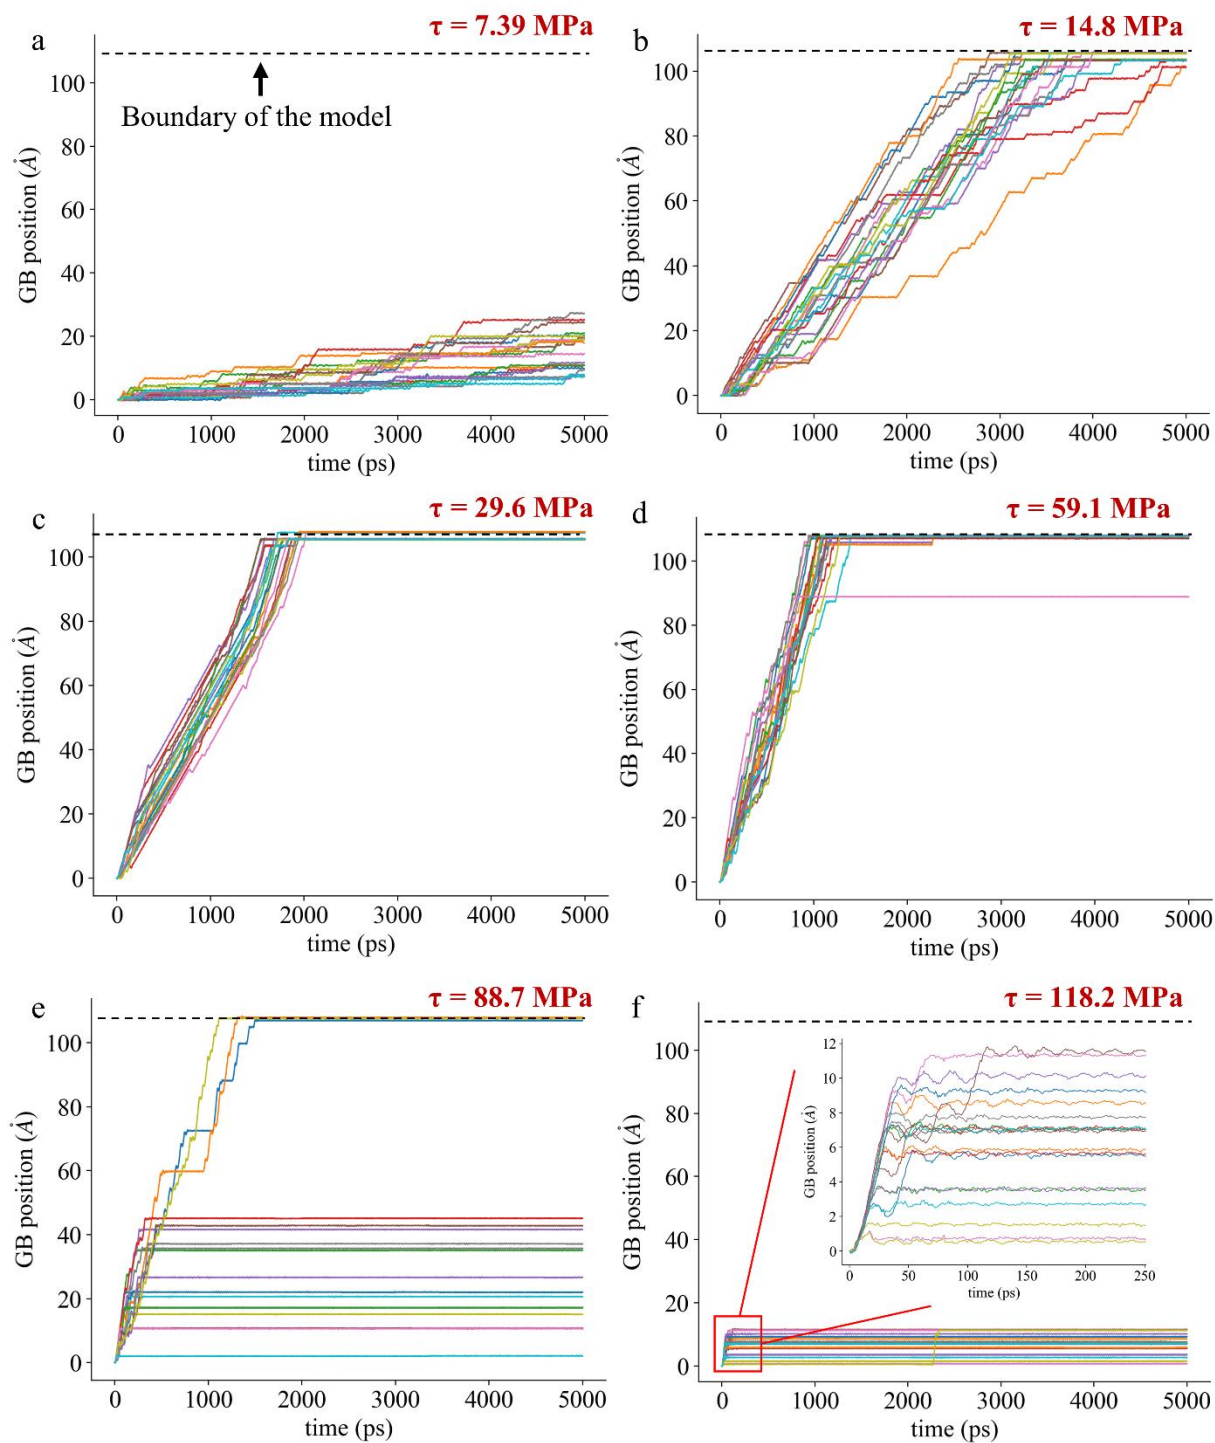 a
τ = 7.39 MPa
Boundary of the model
GB position (Å)
100
80
60
40
20
0
0 1000 2000 3000 4000 5000
time (ps)
b
τ = 14.8 MPa
GB position (Å)
100
80
60
40
20
0
0 1000 2000 3000 4000 5000
time (ps)
c
τ = 29.6 MPa
GB position (Å)
100
80
60
40
20
0
0 1000 2000 3000 4000 5000
time (ps)
d
τ = 59.1 MPa
GB position (Å)
100
80
60
40
20
0
0 1000 2000 3000 4000 5000
time (ps)
e
τ = 88.7 MPa
GB position (Å)
100
80
60
40
20
0
0 1000 2000 3000 4000 5000
time (ps)
f
τ = 118.2 MPa
GB position (Å)
100
80
60
40
20
0
0 1000 2000 3000 4000 5000
time (ps)
GB position (Å)
12
10
8
6
4
2
0
0 50 100 150 200 250
time (ps)